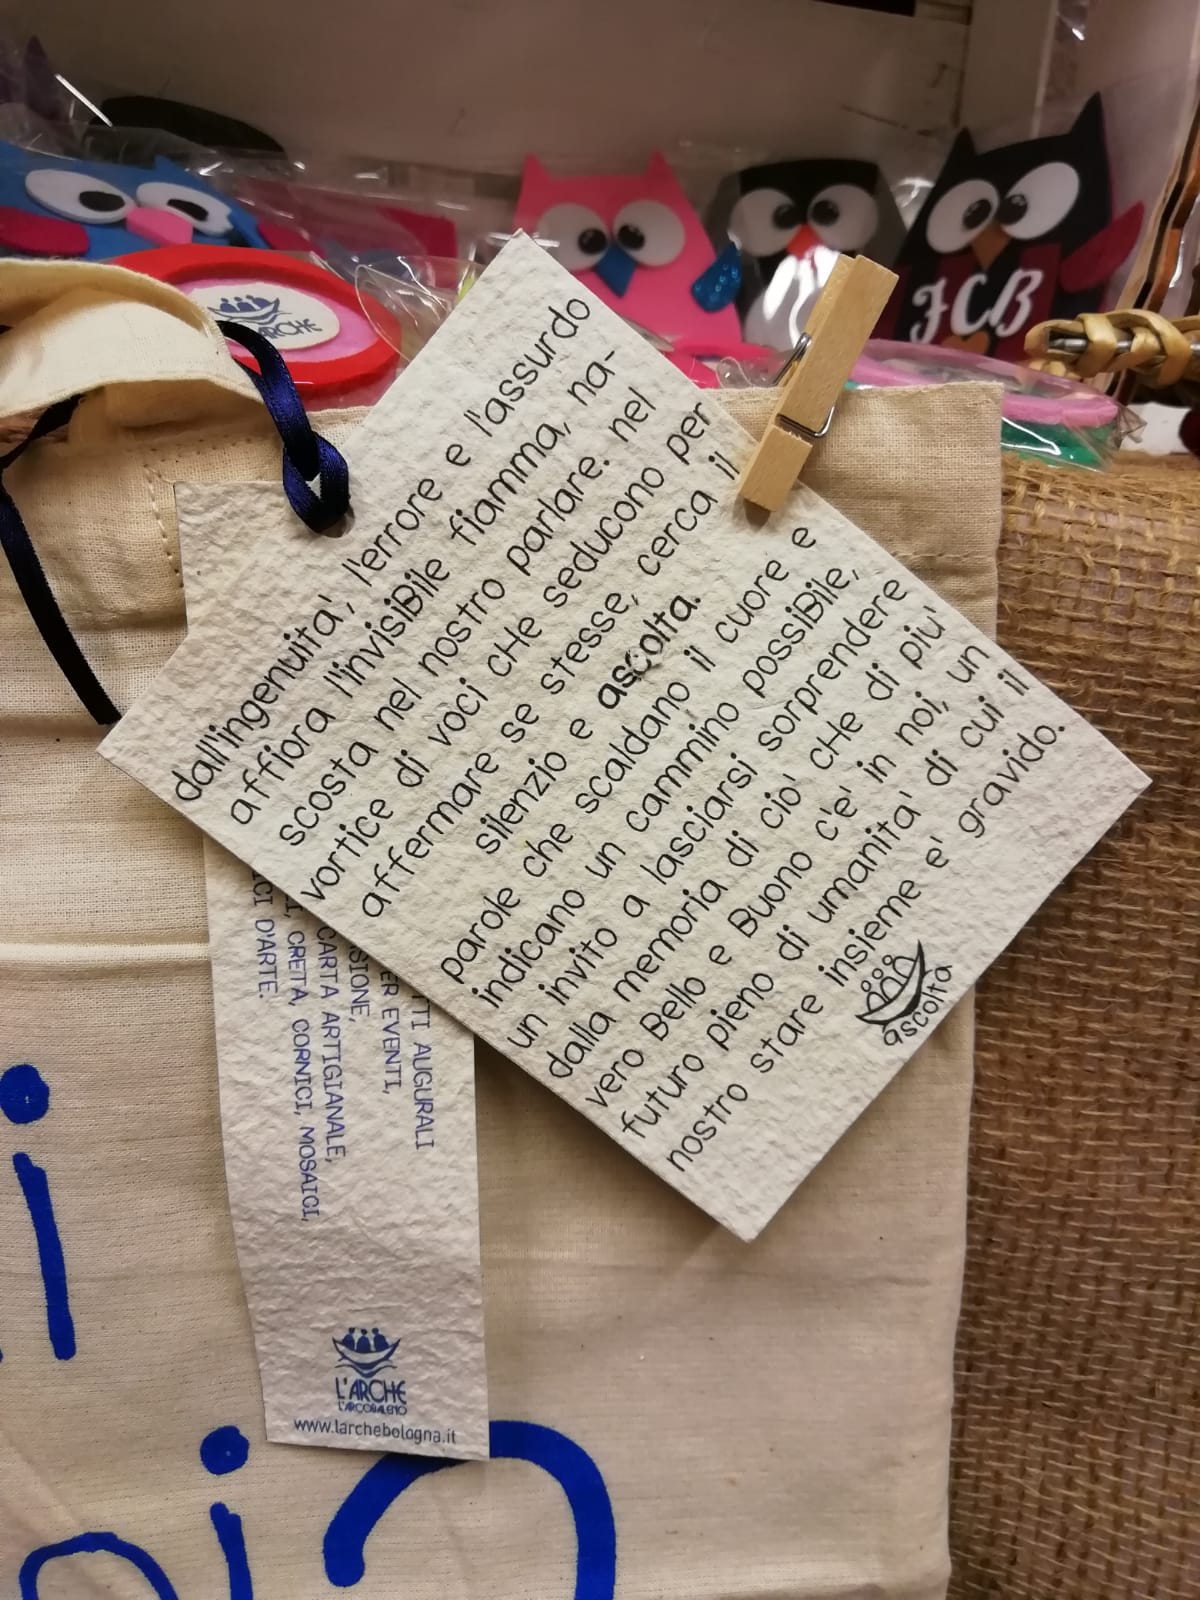 dall'ingenuita', l'errore e l'assurdo
affiora l'invisiBile fiamma, na-
scosta nel nostro parlare. nel
vortice di voci cHe seducono per
affermare se stesse, cerca il
silenzio e ascolta.
parole che scaldano il cuore e
indicano un cammino possiBile,
un invito a lasciarsi sorprendere
dalla memoria di cio' cHe di piu'
vero Bello e Buono c'e' in noi, un
futuro pieno di umanita' di cui il
nostro stare insieme e' gravido.
ascolta
TTI AUGURALI
ER EVENTI,
SIONE,
CARTA ARTIGIANALE,
I, CRETA, CORNICI, MOSAICI,
ICI D'ARTE.
L'ARCHE
L'ARCOBALENO
www.larchebologna.it
JCB